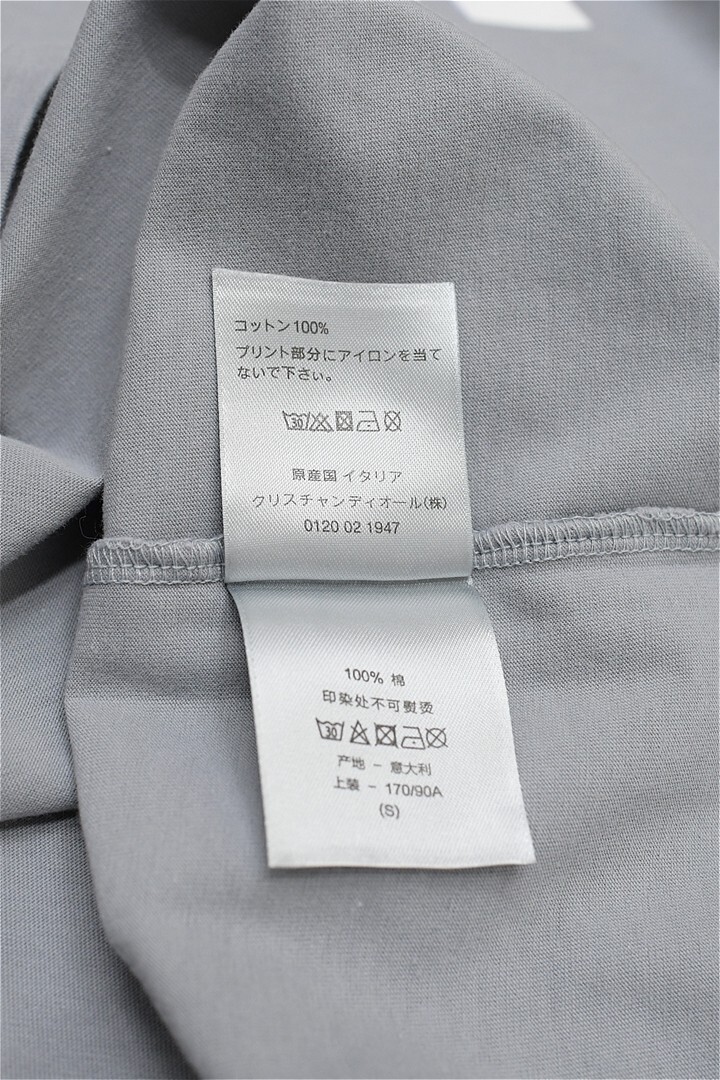 コットン100%
プリント部分にアイロンを当て
ないで下さい。
30
原産国 イタリア
クリスチャンディオール(株)
0120 02 1947
100% 棉
印染处不可熨烫
30
产地 - 意大利
上装 - 170/90A
(S)